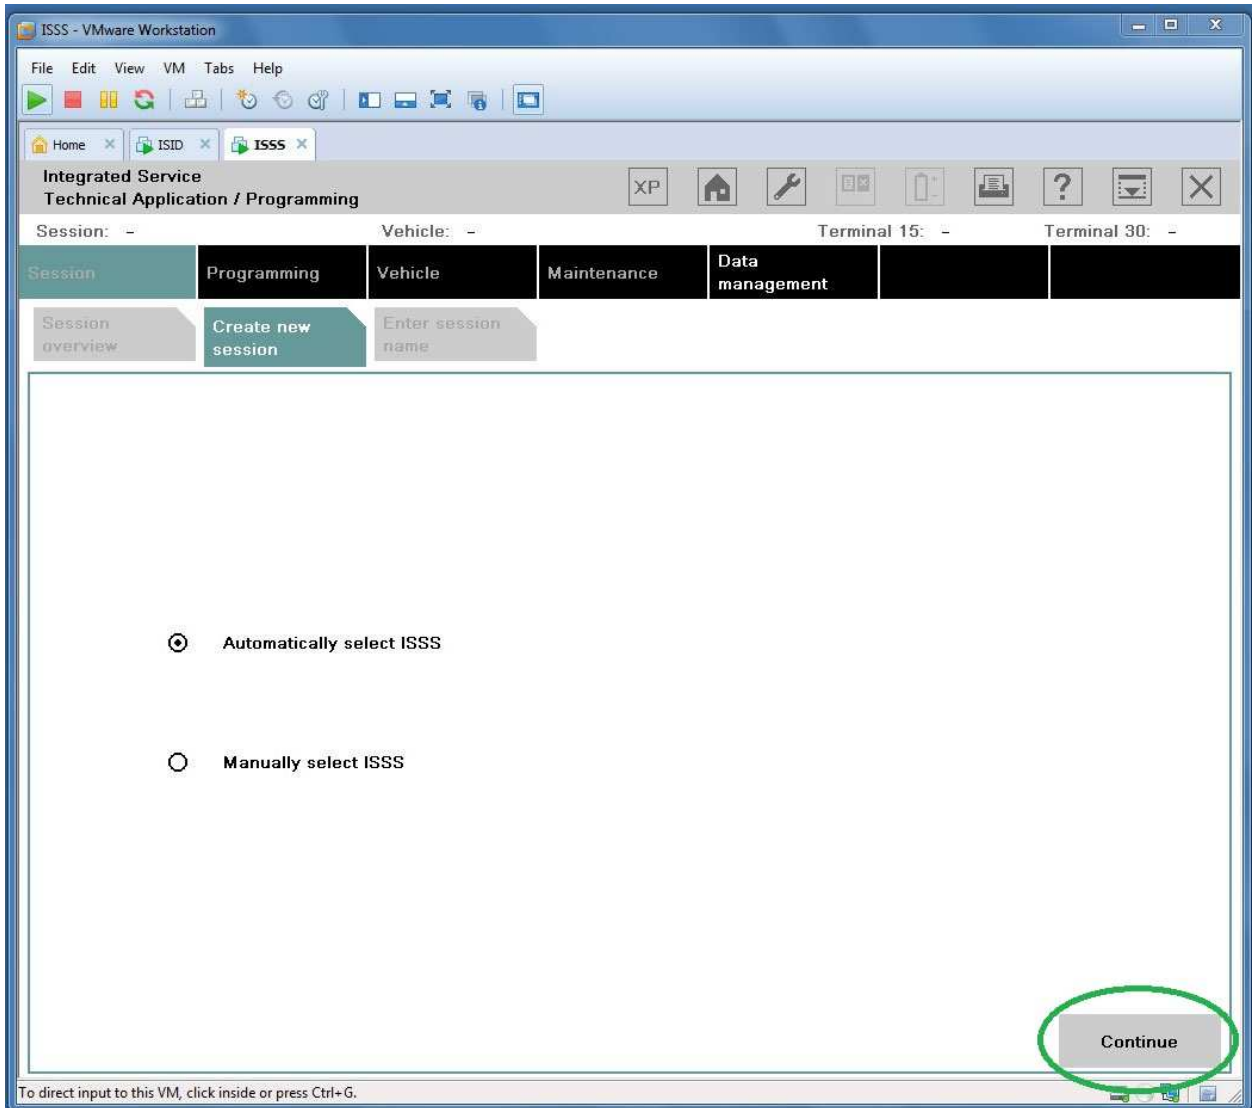 ISSS - VMware Workstation
File Edit View VM Tabs Help
Home ISID ISSS
Integrated Service
Technical Application / Programming
XP
?
Session: - Vehicle: - Terminal 15: - Terminal 30: -
Session Programming Vehicle Maintenance Data
management
Session
overview
Create new
session
Enter session
name
Automatically select ISSS
Manually select ISSS
Continue
To direct input to this VM, click inside or press Ctrl+G.